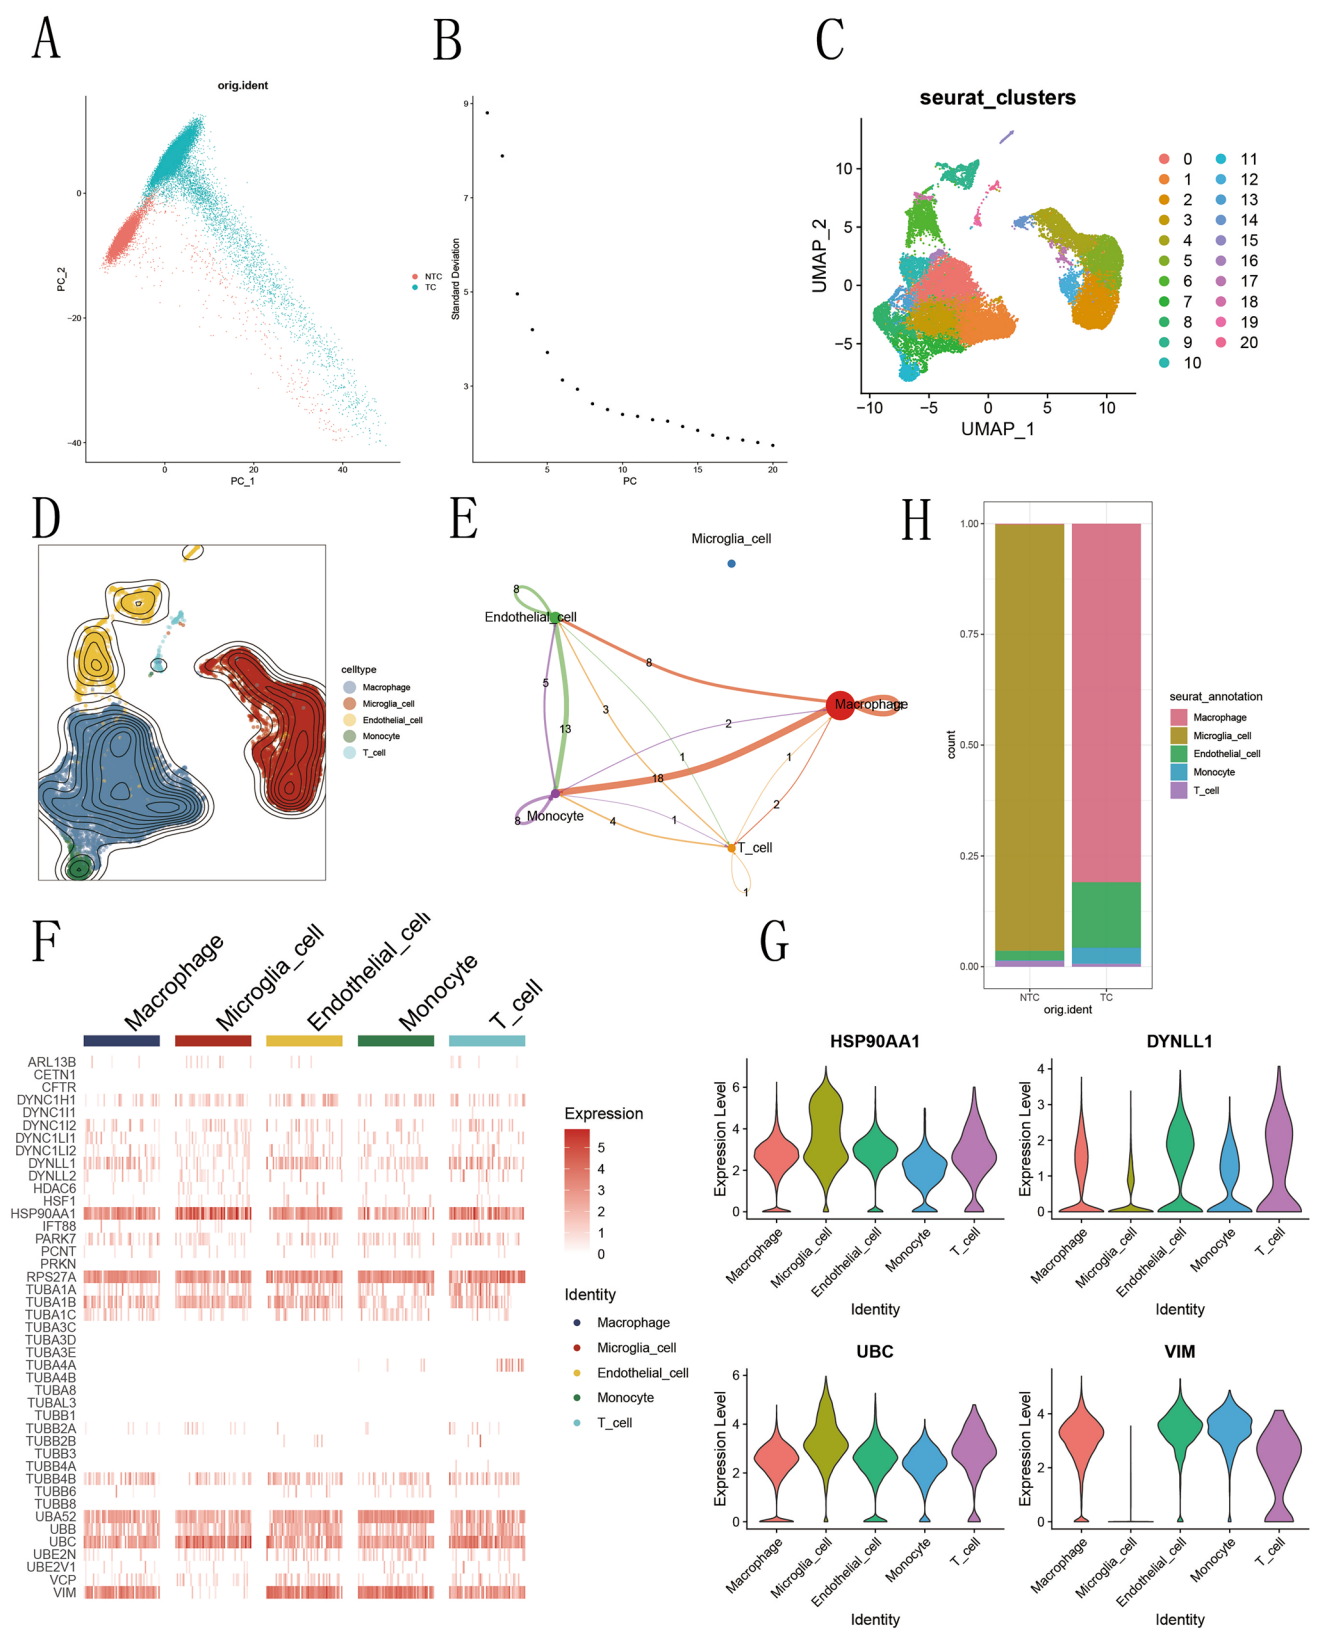 A
orig.ident
0
−20
−40
PC_2
0
20
40
PC_1
NTC
TC
B
9
7
5
3
Standard Deviation
5
10
15
20
PC
C
seurat_clusters
10
5
0
−5
UMAP_2
−10
−5
0
5
10
UMAP_1
0
1
2
3
4
5
6
7
8
9
10
11
12
13
14
15
16
17
18
19
20
D
celltype
Macrophage
Microglia_cell
Endothelial_cell
Monocyte
T_cell
E
Microglia_cell
8
Endothelial_cell
8
5
3
13
2
Macrophage
1
1
18
2
8
Monocyte
4
1
T_cell
1
H
1.00
0.75
0.50
0.25
0.00
count
NTC
TC
orig.ident
seurat_annotation
Macrophage
Microglia_cell
Endothelial_cell
Monocyte
T_cell
F
Macrophage
Microglia_cell
Endothelial_cell
Monocyte
T_cell
ARL13B
CETN1
CFTR
DYNC1H1
DYNC1I1
DYNC1I2
DYNC1LI1
DYNC1LI2
DYNLL1
DYNLL2
HDAC6
HSF1
HSP90AA1
IFT88
PARK7
PCNT
PRKN
RPS27A
TUBA1A
TUBA1B
TUBA1C
TUBA3C
TUBA3D
TUBA3E
TUBA4A
TUBA4B
TUBA8
TUBAL3
TUBB1
TUBB2A
TUBB2B
TUBB3
TUBB4A
TUBB4B
TUBB6
TUBB8
UBA52
UBB
UBC
UBE2N
UBE2V1
VCP
VIM
Expression
5
4
3
2
1
0
Identity
Macrophage
Microglia_cell
Endothelial_cell
Monocyte
T_cell
G
HSP90AA1
6
4
2
0
Expression Level
Macrophage
Microglia_cell
Endothelial_cell
Monocyte
T_cell
Identity
DYNLL1
4
3
2
1
0
Expression Level
Macrophage
Microglia_cell
Endothelial_cell
Monocyte
T_cell
Identity
UBC
6
4
2
0
Expression Level
Macrophage
Microglia_cell
Endothelial_cell
Monocyte
T_cell
Identity
VIM
4
2
0
Expression Level
Macrophage
Microglia_cell
Endothelial_cell
Monocyte
T_cell
Identity